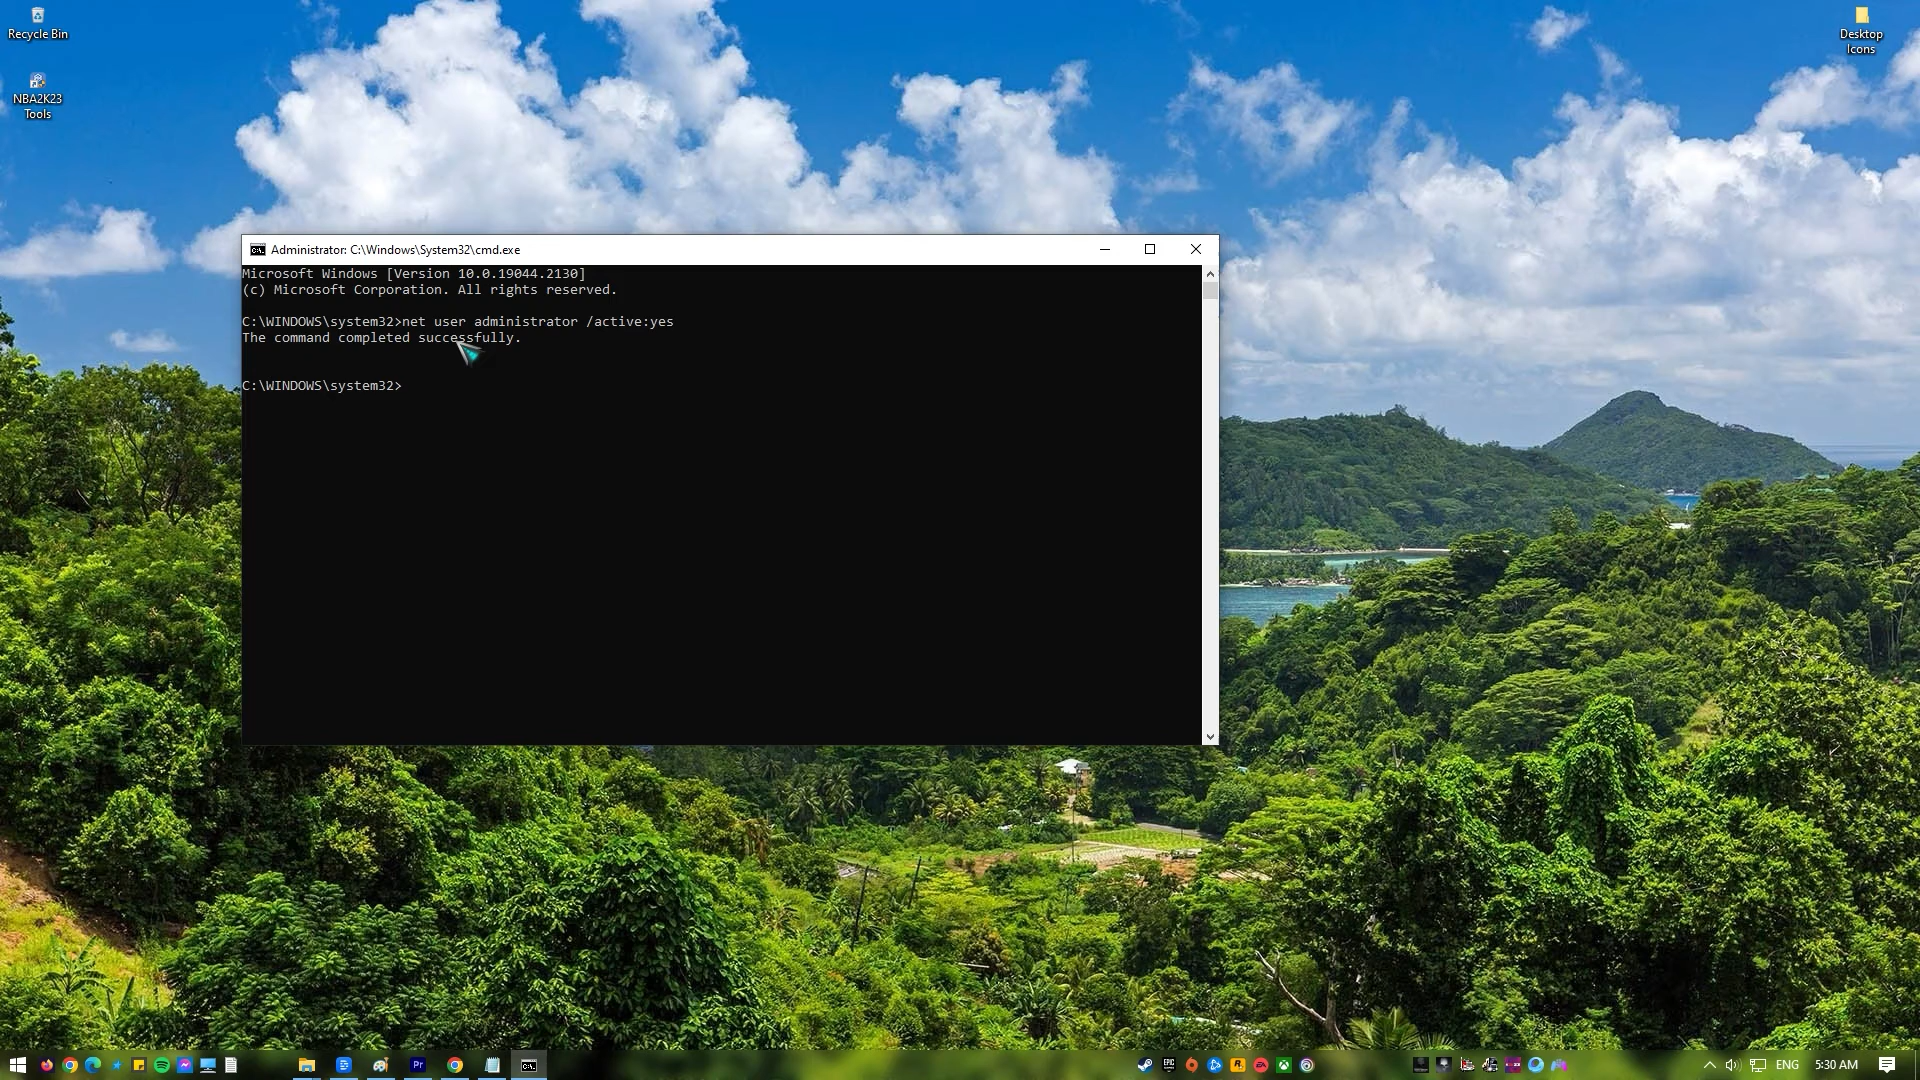 Recycle Bin
NBA2K23
Tools
Desktop
Icons
Administrator: C:\Windows\System32\cmd.exe
Microsoft Windows [Version 10.0.19044.2130]
(c) Microsoft Corporation. All rights reserved.
C:\WINDOWS\system32>net user administrator /active:yes
The command completed successfully.
C:\WINDOWS\system32>
Pr
ENG
5:30 AM